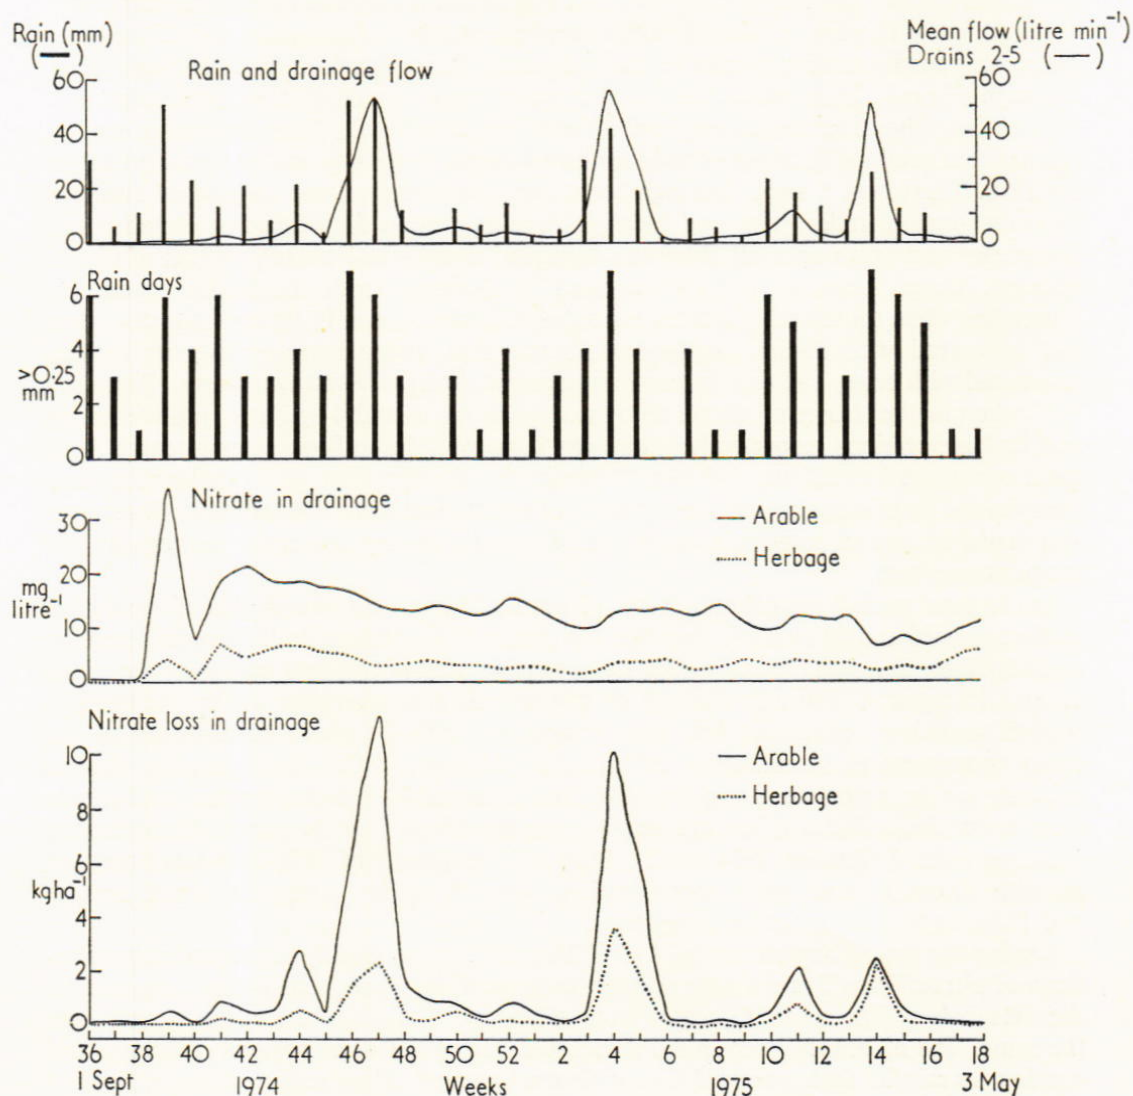 Rain (mm)
(—)
Mean flow (litre min⁻¹)
Drains 2-5 (—)
Rain and drainage flow
60
40
20
0
60
40
20
0
Rain days
6
4
>0·25
mm
2
0
Nitrate in drainage
30
20
mg
litre⁻¹
10
0
Arable
Herbage
Nitrate loss in drainage
10
8
6
kg ha⁻¹
4
2
0
Arable
Herbage
36 38 40 42 44 46 48 50 52 2 4 6 8 10 12 14 16 18
1 Sept 1974 Weeks 1975 3 May